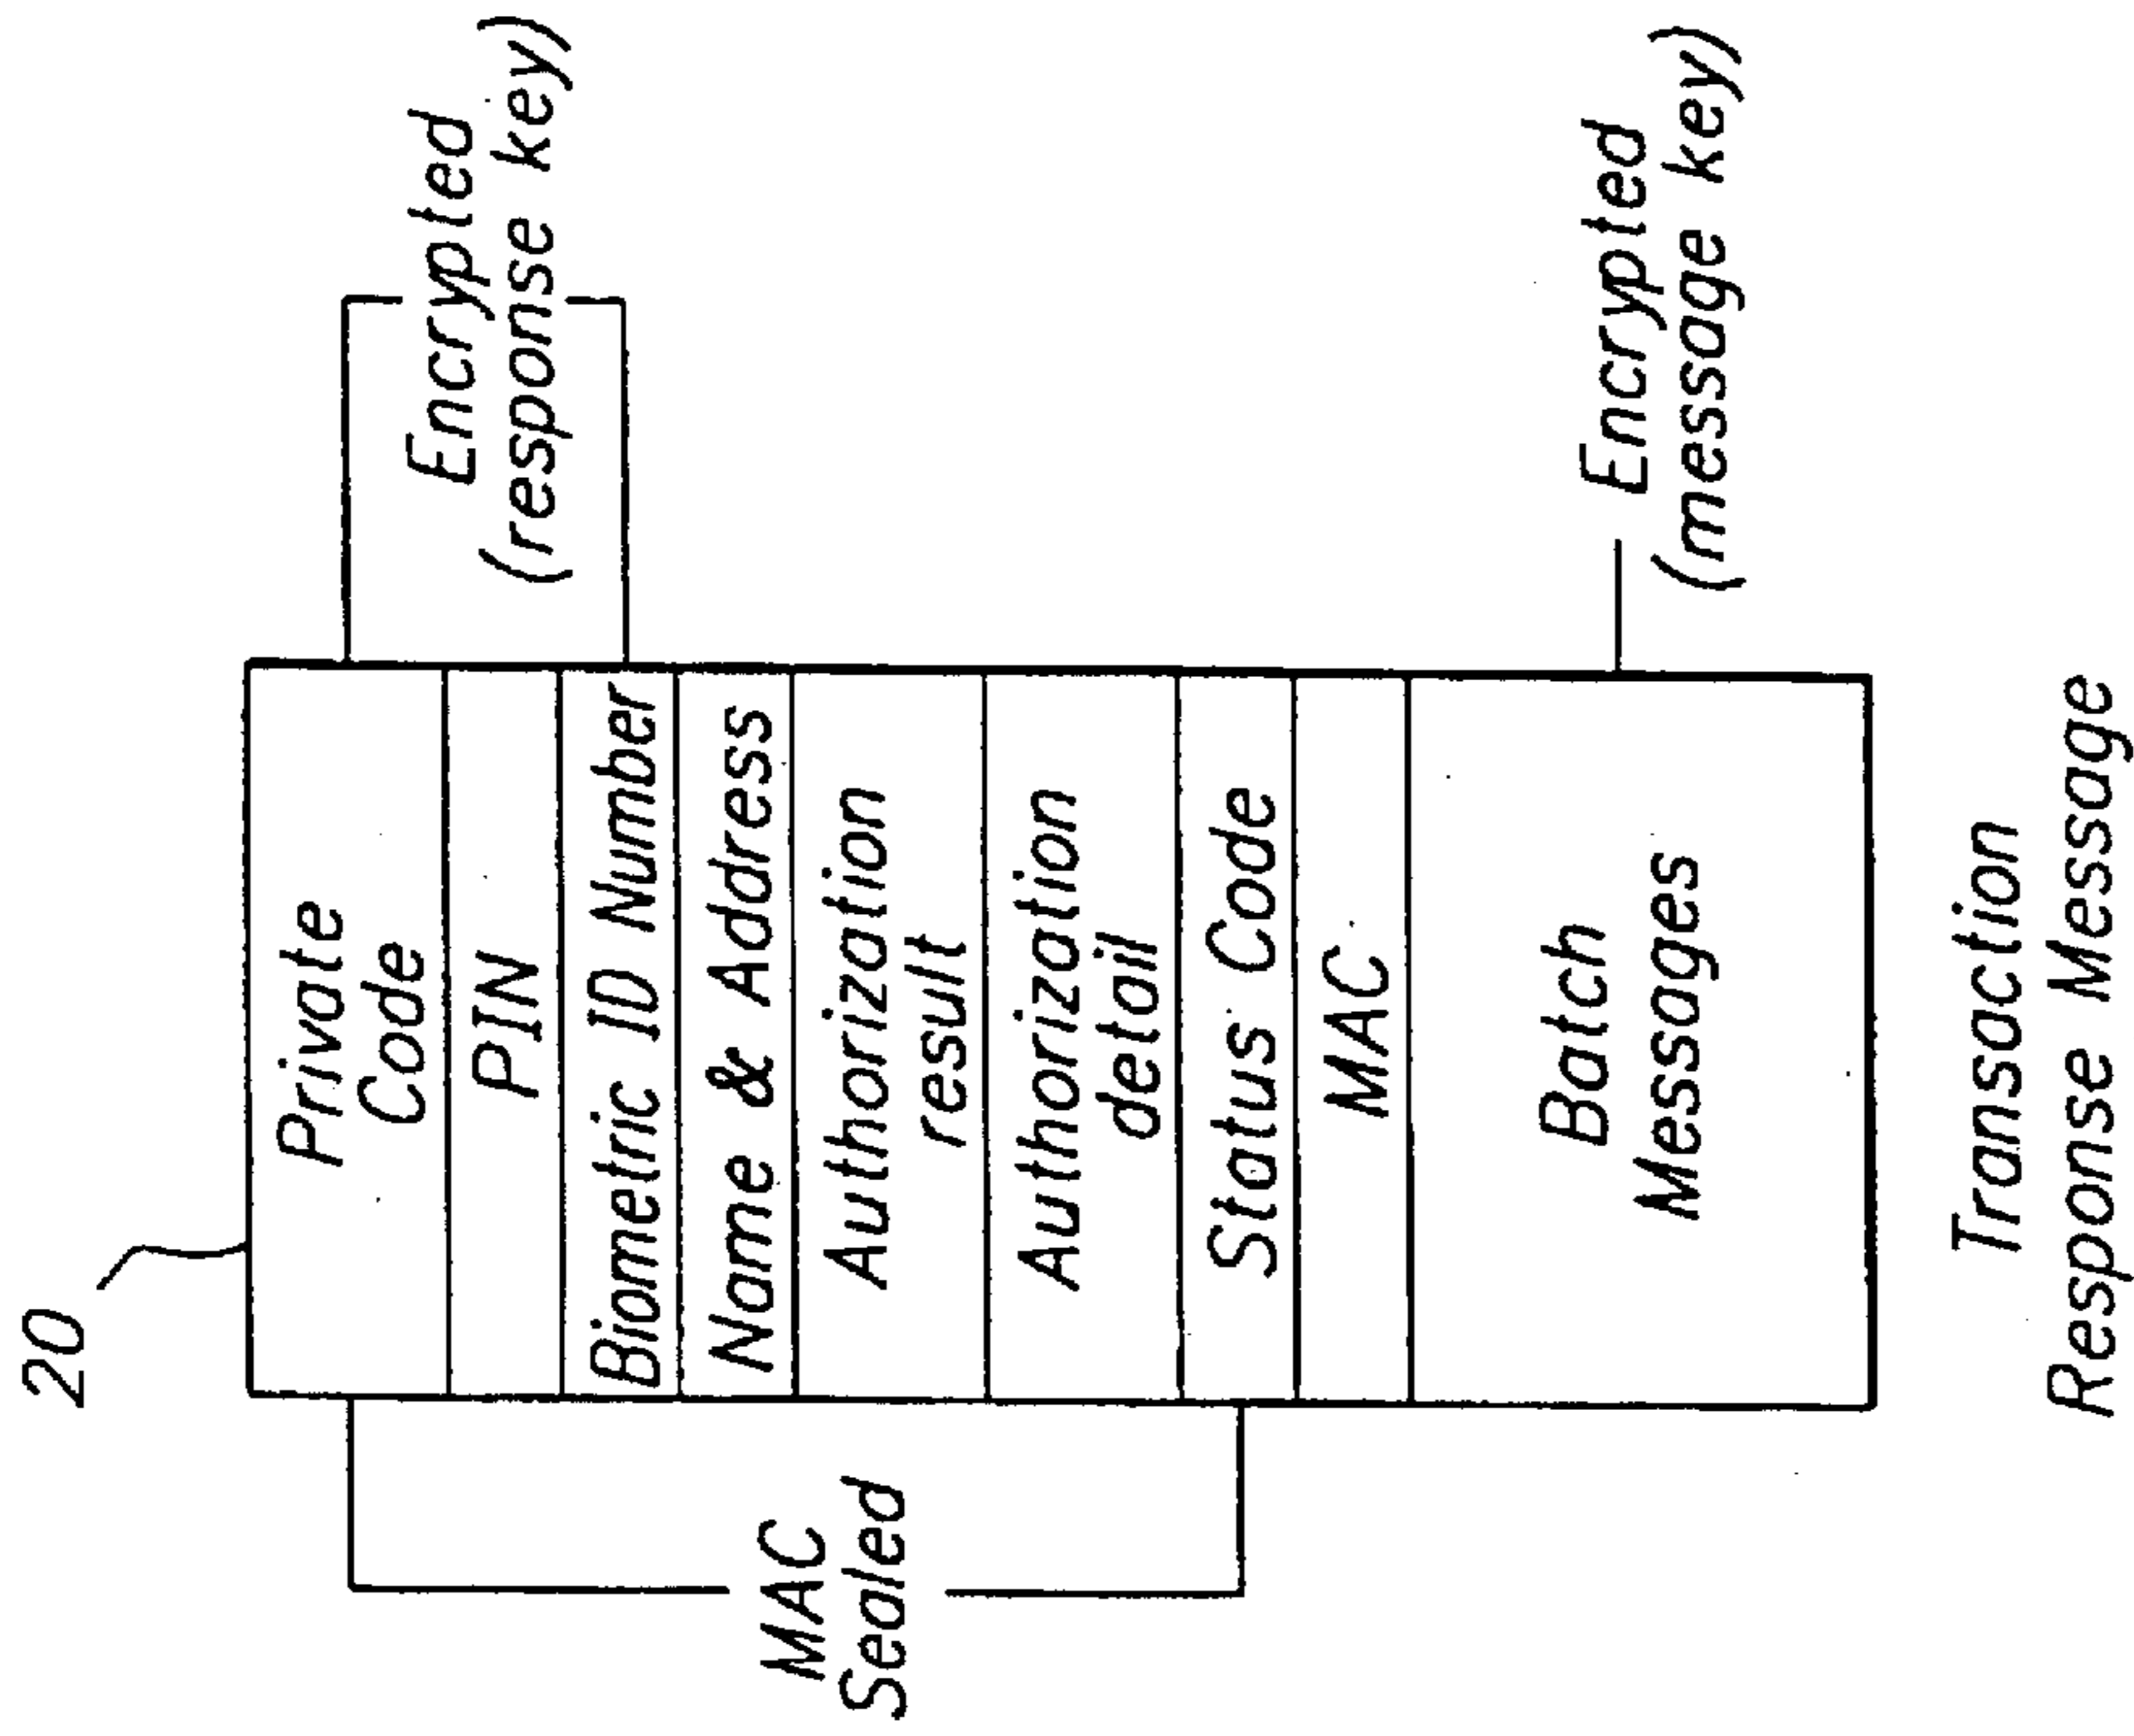 20
Private
Code
PIN
Biometric ID Number
Name & Address
Authorization
result
Authorization
detail
Status Code
MAC
Batch
Messages
MAC
Sealed
Encrypted
(response key)
Encrypted
(message key)
Transaction
Response Message